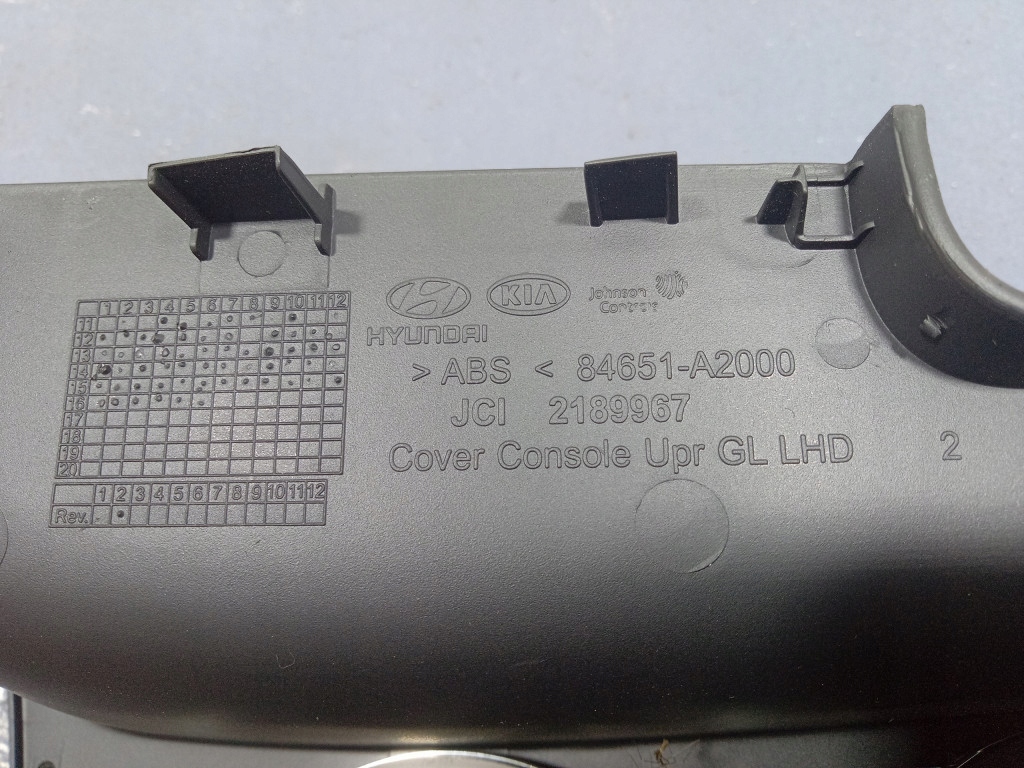 1 2 3 4 5 6 7 8 9 10 11 12
11
12
13
14
15
16
17
18
19
20
1 2 3 4 5 6 7 8 9 10 11 12
Rev.
HYUNDAI
KIA
Johnson
Controls
> ABS < 84651-A2000
JCI 2189967
Cover Console Upr GL LHD 2